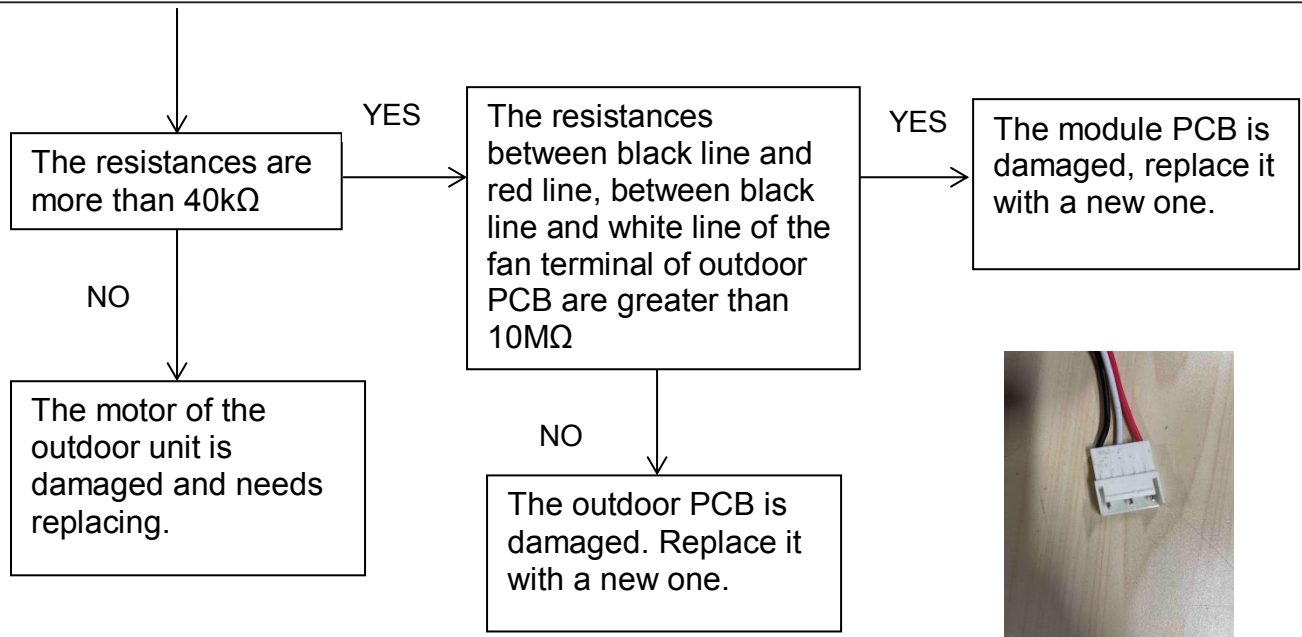 The resistances are
more than 40kΩ
YES
The resistances
between black line and
red line, between black
line and white line of the
fan terminal of outdoor
PCB are greater than
10MΩ
YES
The module PCB is
damaged, replace it
with a new one.
NO
The motor of the
outdoor unit is
damaged and needs
replacing.
NO
The outdoor PCB is
damaged. Replace it
with a new one.